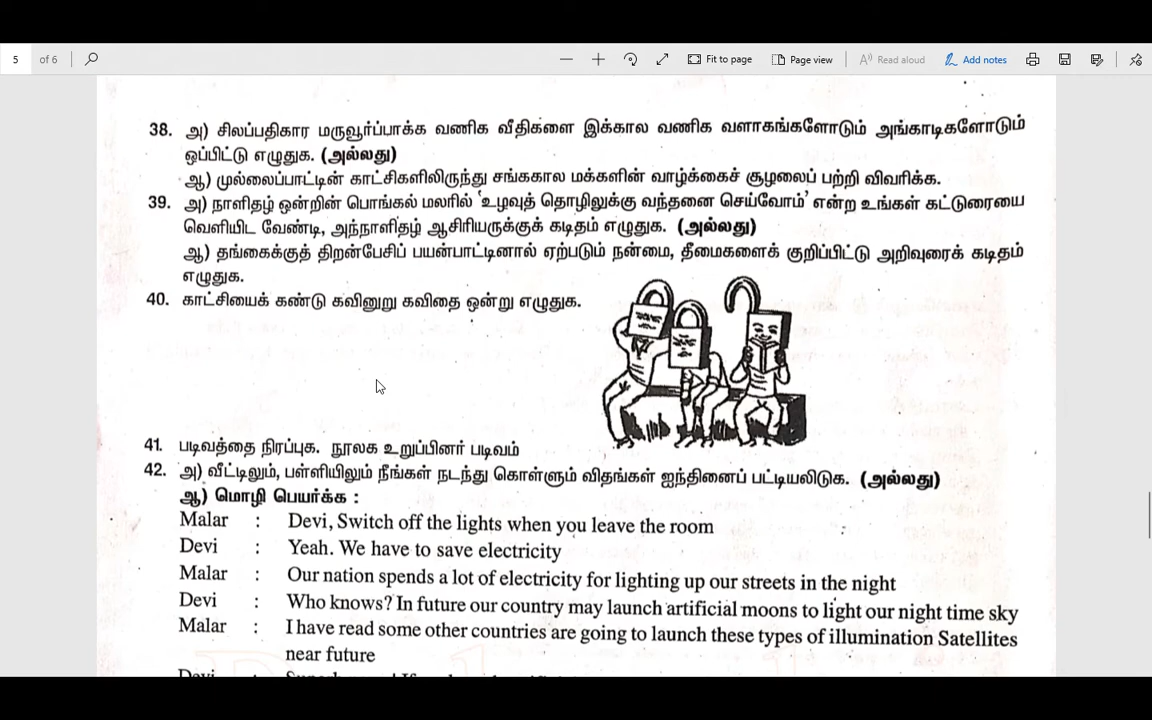 5 of 6 Fit to page Page view Read aloud Add notes
38. அ) சிலப்பதிகார மருவூர்ப்பாக்க வணிக வீதிகளை இக்கால வணிக வளாகங்களோடும் அங்காடிகளோடும்
ஒப்பிட்டு எழுதுக. (அல்லது)
ஆ) முல்லைப்பாட்டின் காட்சிகளிலிருந்து சங்ககால மக்களின் வாழ்க்கைச் சூழலைப் பற்றி விவரிக்க.
39. அ) நாளிதழ் ஒன்றின் பொங்கல் மலரில் 'உழவுத் தொழிலுக்கு வந்தனை செய்வோம்' என்ற உங்கள் கட்டுரையை
வெளியிட வேண்டி, அந்நாளிதழ் ஆசிரியருக்குக் கடிதம் எழுதுக. (அல்லது)
ஆ) தங்கைக்குத் திறன்பேசிப் பயன்பாட்டினால் ஏற்படும் நன்மை, தீமைகளைக் குறிப்பிட்டு அறிவுரைக் கடிதம்
எழுதுக.
40. காட்சியைக் கண்டு கவினுறு கவிதை ஒன்று எழுதுக.
41. படிவத்தை நிரப்புக. நூலக உறுப்பினர் படிவம்
42. அ) வீட்டிலும், பள்ளியிலும் நீங்கள் நடந்து கொள்ளும் விதங்கள் ஐந்தினைப் பட்டியலிடுக. (அல்லது)
ஆ) மொழி பெயர்க்க :
Malar : Devi, Switch off the lights when you leave the room
Devi : Yeah. We have to save electricity
Malar : Our nation spends a lot of electricity for lighting up our streets in the night
Devi : Who knows? In future our country may launch artificial moons to light our night time sky
Malar : I have read some other countries are going to launch these types of illumination Satellites
near future